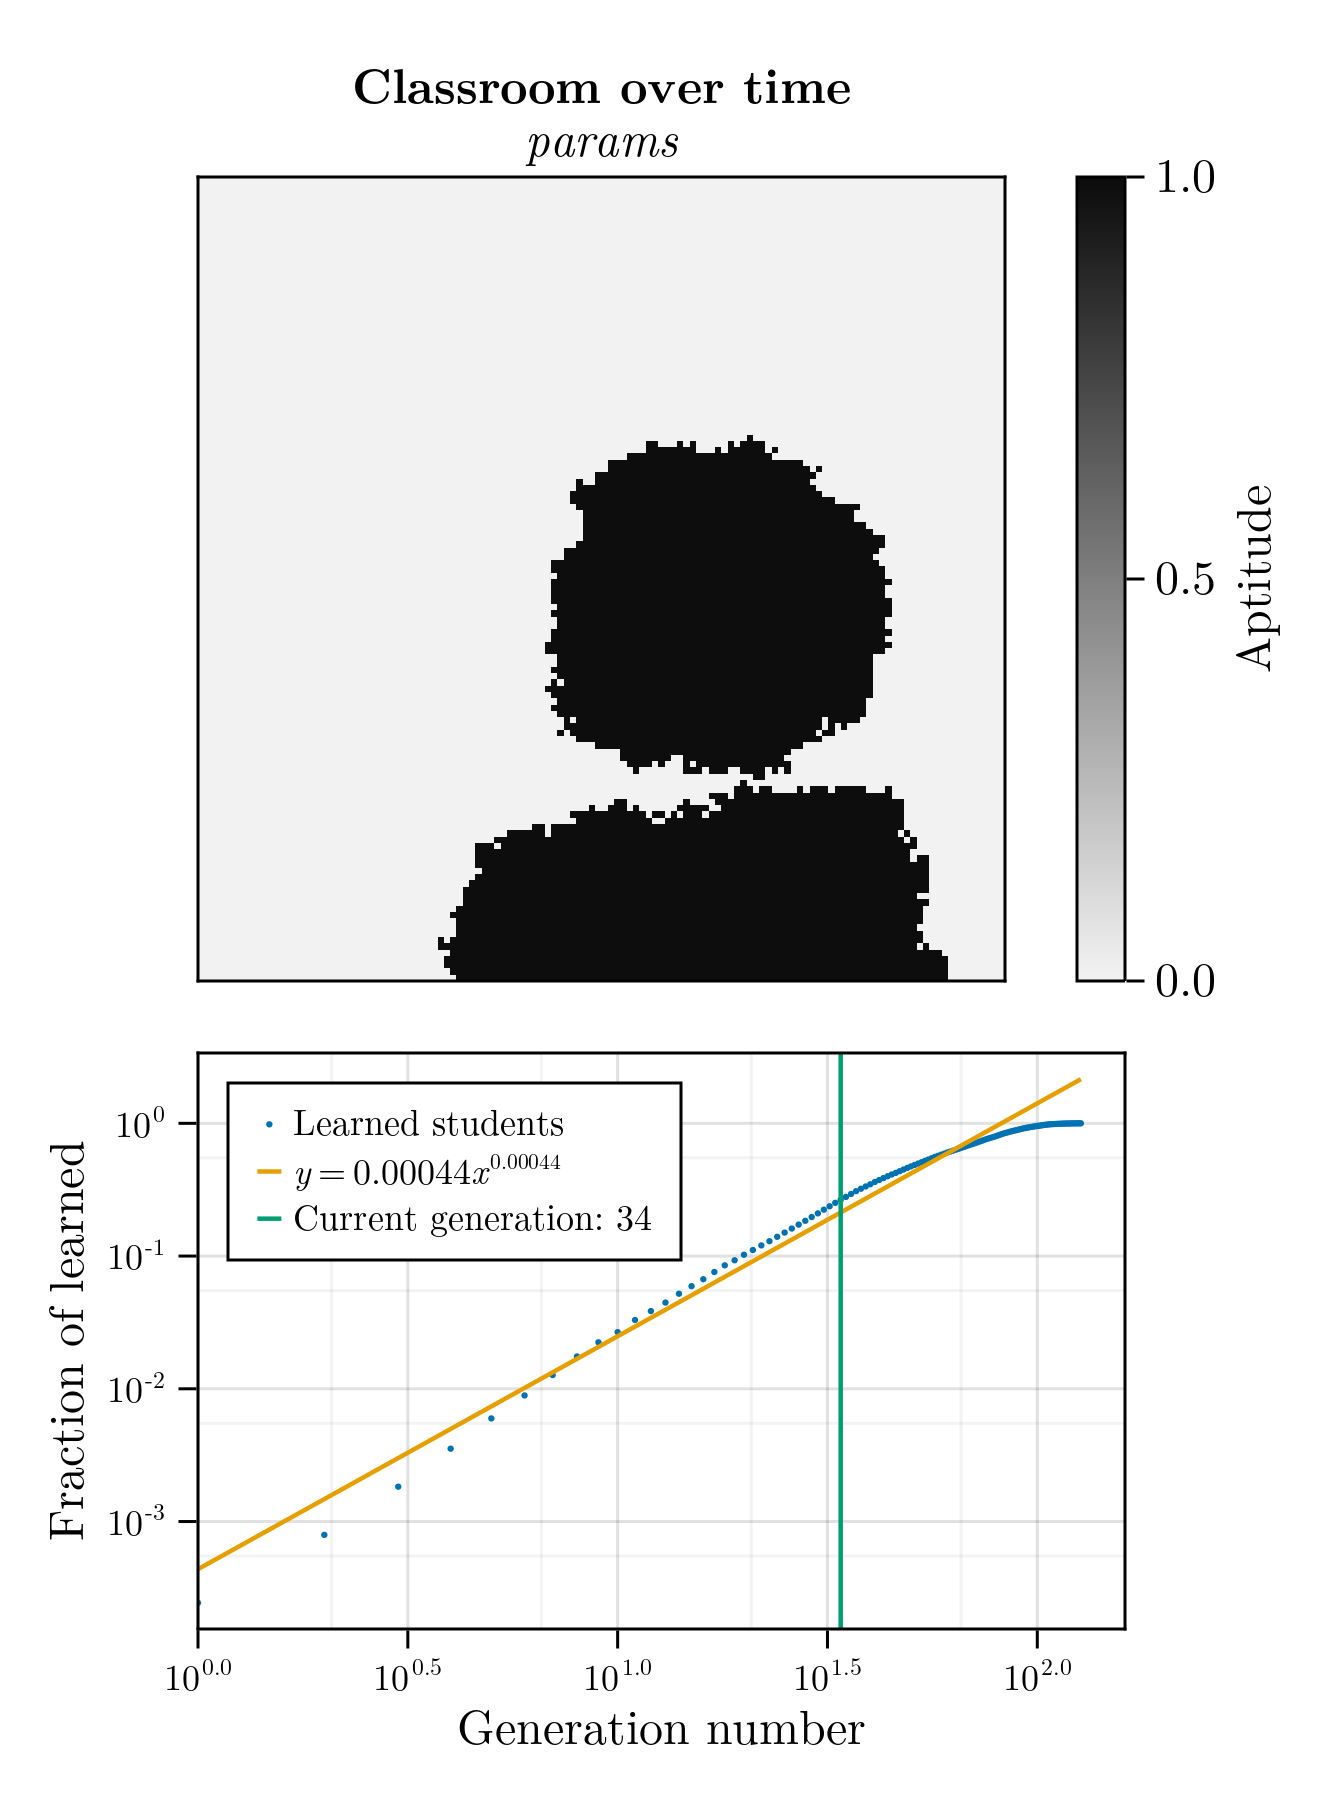 Classroom over time
params
1.0
0.5
0.0
Aptitude
Learned students
y = 0.00044x^0.00044
Current generation: 34
10^0
10^-1
10^-2
10^-3
Fraction of learned
10^0.0 10^0.5 10^1.0 10^1.5 10^2.0
Generation number